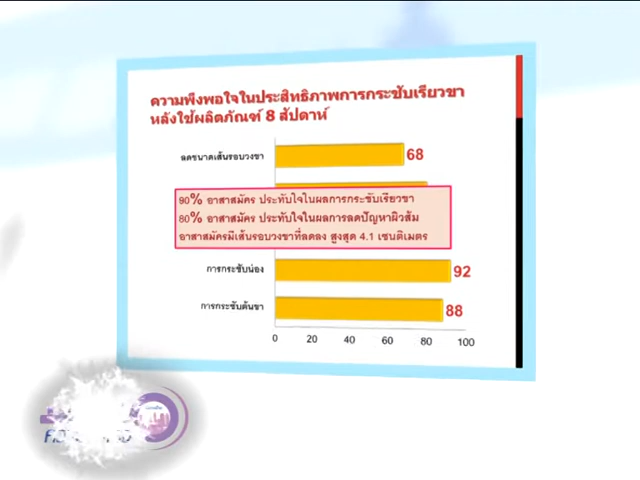 ความพึงพอใจในประสิทธิภาพการกระชับเรียวขา
หลังใช้ผลิตภัณฑ์ 8 สัปดาห์
ลดขนาดเส้นรอบวงขา 68
90% อาสาสมัคร ประทับใจในผลการกระชับเรียวขา
80% อาสาสมัคร ประทับใจในผลการลดปัญหาผิวส้ม
อาสาสมัครมีเส้นรอบวงขาที่ลดลง สูงสุด 4.1 เซนติเมตร
การกระชับน่อง 92
การกระชับต้นขา 88
0 20 40 60 80 100